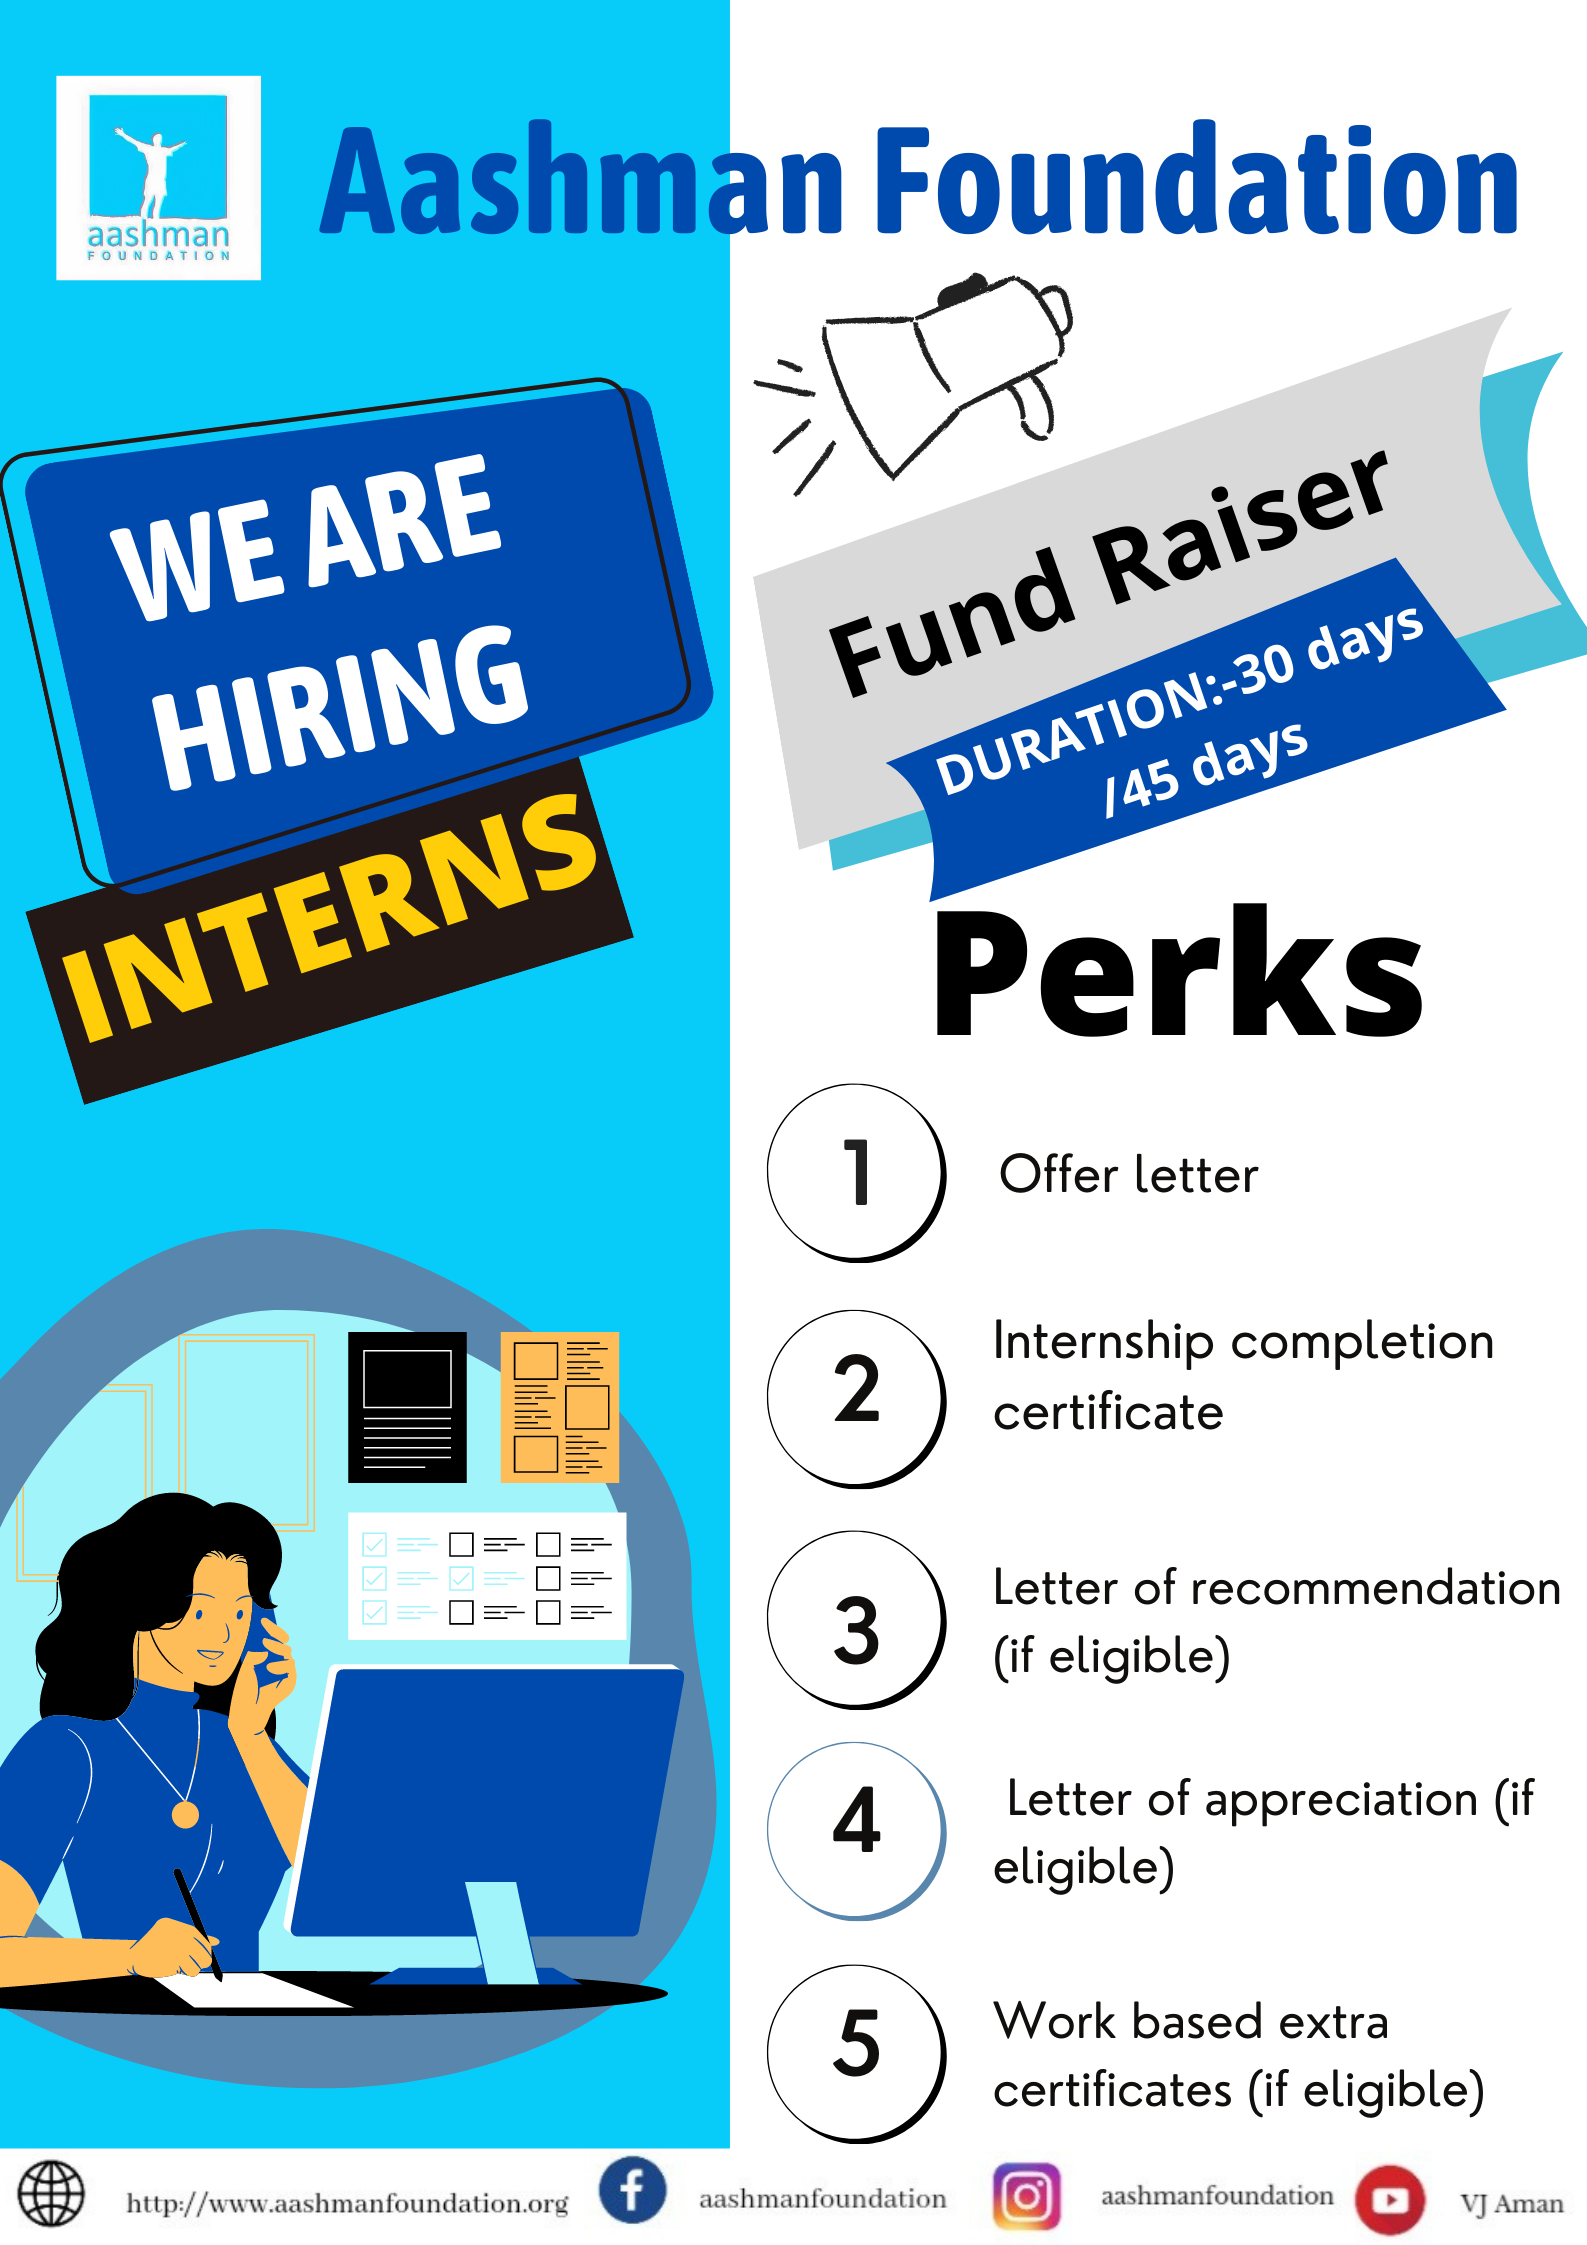 aashman
FOUNDATION
Aashman Foundation
WE ARE
HIRING
INTERNS
Fund Raiser
DURATION:-30 days
/45 days
Perks
1
Offer letter
2
Internship completion
certificate
3
Letter of recommendation
(if eligible)
4
Letter of appreciation (if
eligible)
5
Work based extra
certificates (if eligible)
http://www.aashmanfoundation.org
aashmanfoundation
aashmanfoundation
VJ Aman